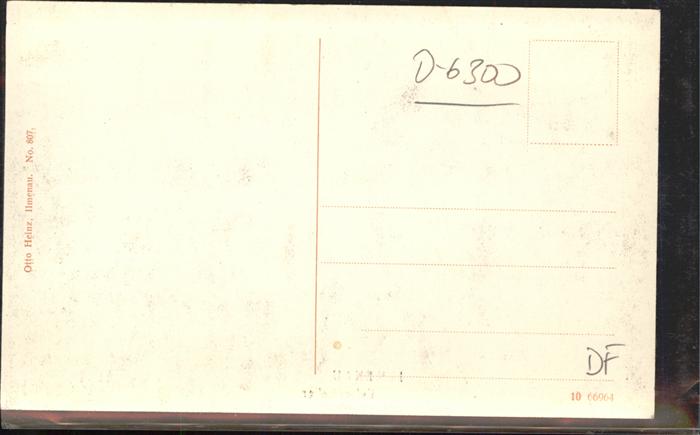 Otto Heinz, Ilmenau. No. 807.
D-6300
DF
10 66964